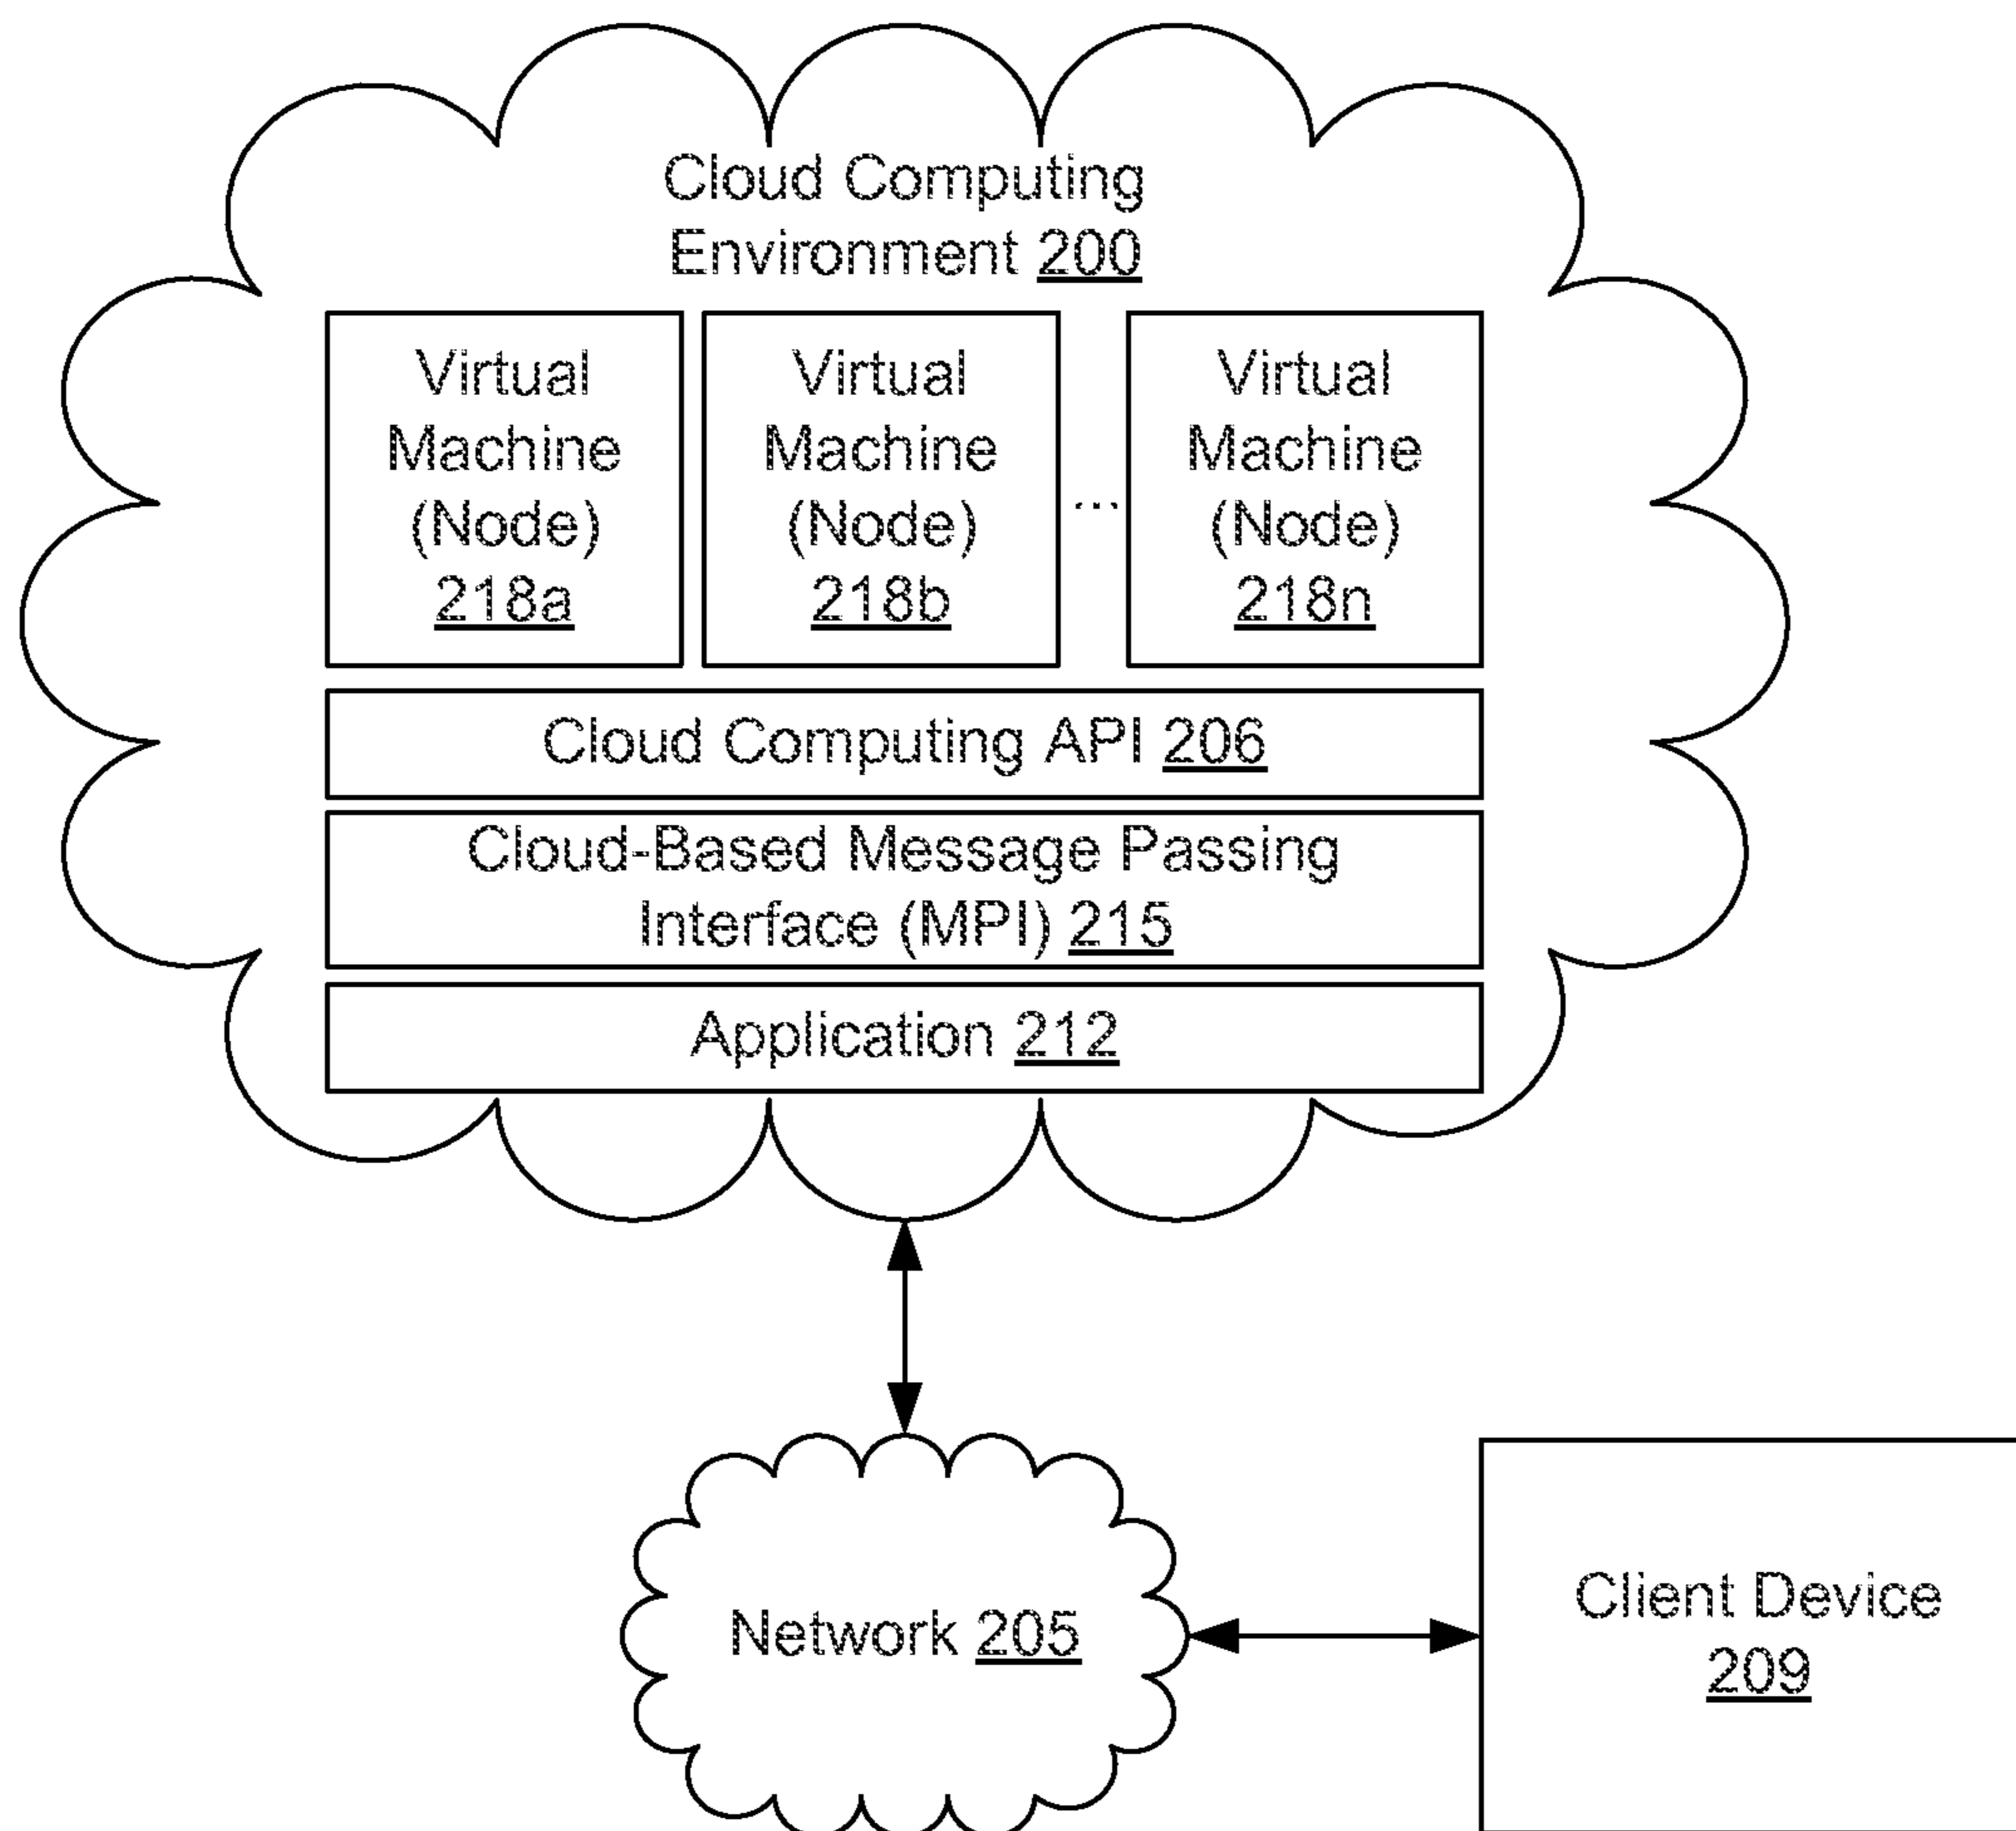 Cloud Computing
Environment 200
Virtual
Machine
(Node)
218a
Virtual
Machine
(Node)
218b
...
Virtual
Machine
(Node)
218n
Cloud Computing API 206
Cloud-Based Message Passing
Interface (MPI) 215
Application 212
Network 205
Client Device
209